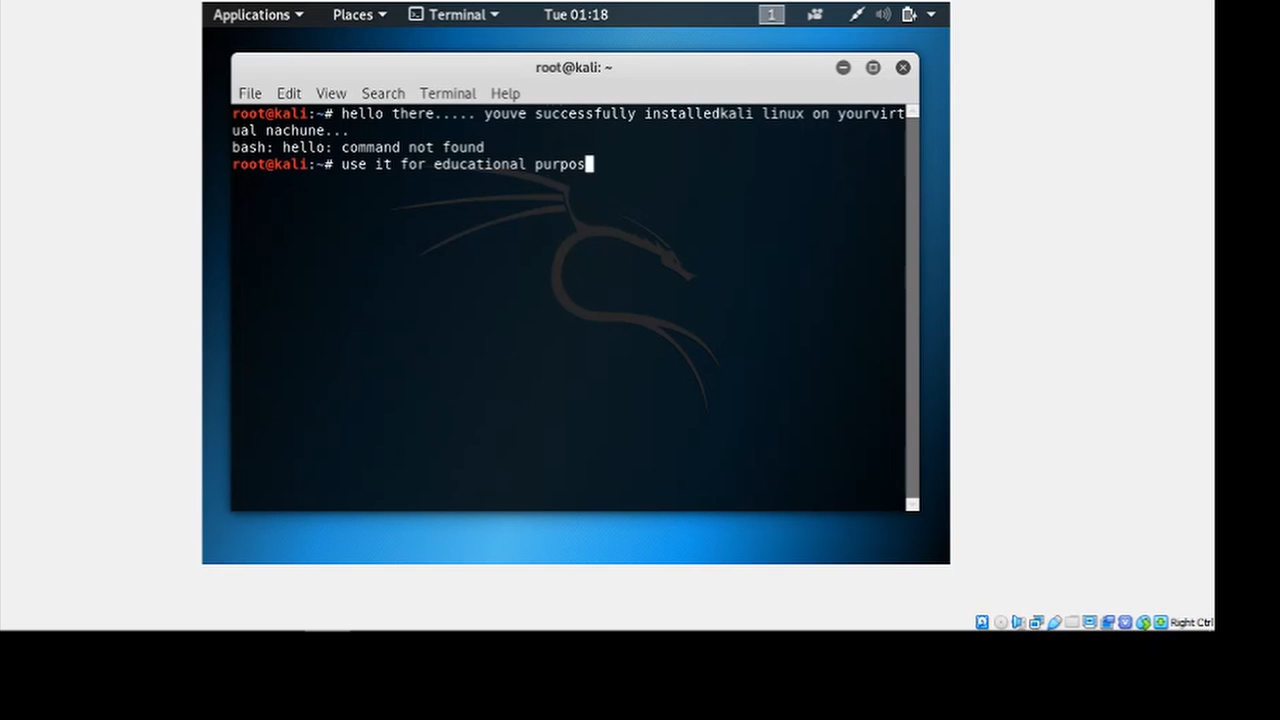 Applications Places Terminal Tue 01:18 1
root@kali: ~
File Edit View Search Terminal Help
root@kali:~# hello there..... youve successfully installedkali linux on yourvirt
ual nachune...
bash: hello: command not found
root@kali:~# use it for educational purpos
Right Ctrl